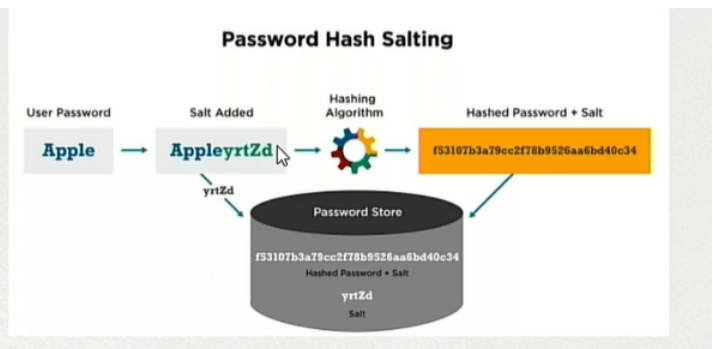 Password Hash Salting
User Password
Salt Added
Hashing
Algorithm
Hashed Password + Salt
Apple
AppleyrtZd
f53107b3a79cc2f78b9526aa6bd40c34
yrtZd
Password Store
f53107b3a79cc2f78b9526aa6bd40c34
Hashed Password + Salt
yrtZd
Salt